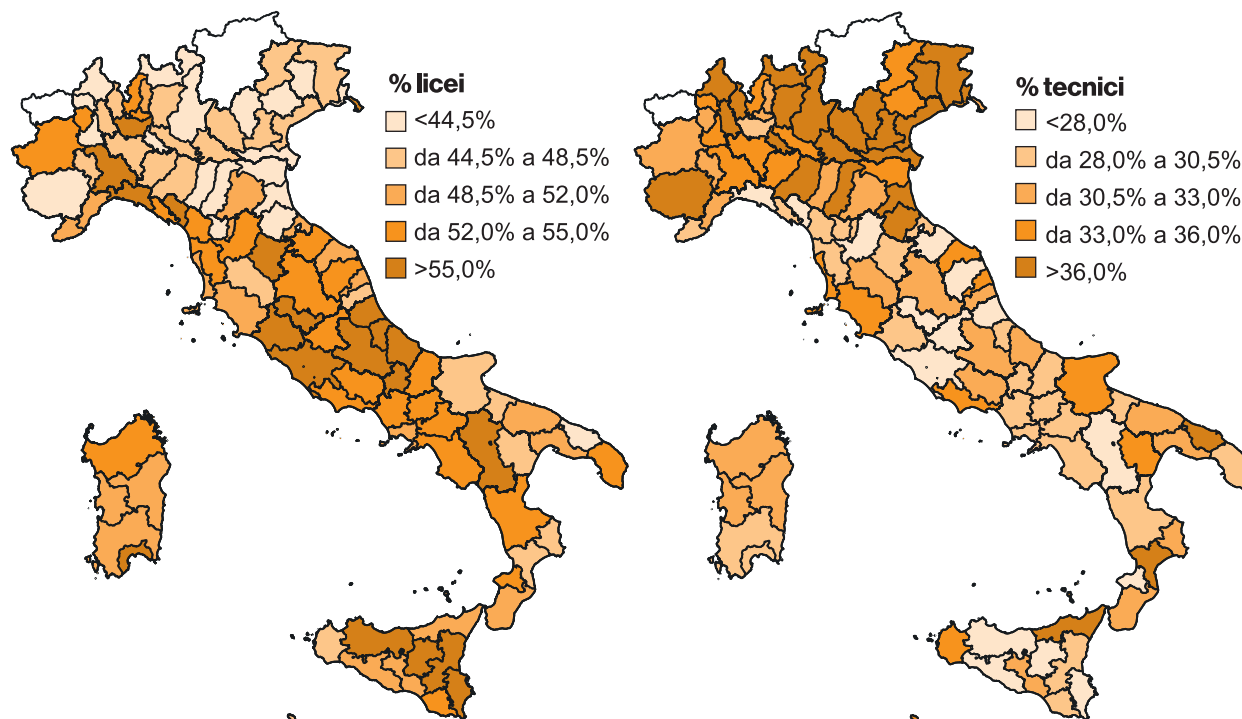 % licei
<44,5%
da 44,5% a 48,5%
da 48,5% a 52,0%
da 52,0% a 55,0%
>55,0%
% tecnici
<28,0%
da 28,0% a 30,5%
da 30,5% a 33,0%
da 33,0% a 36,0%
>36,0%